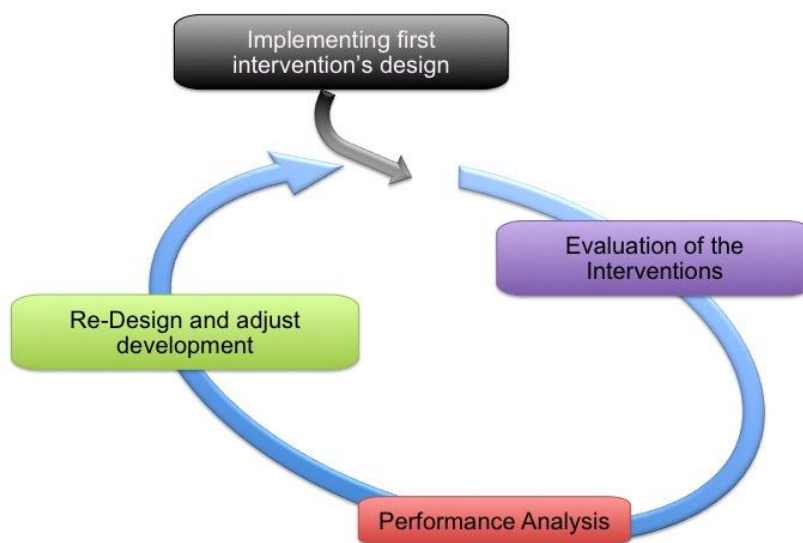 Implementing first
intervention's design
Evaluation of the
Interventions
Re-Design and adjust
development
Performance Analysis